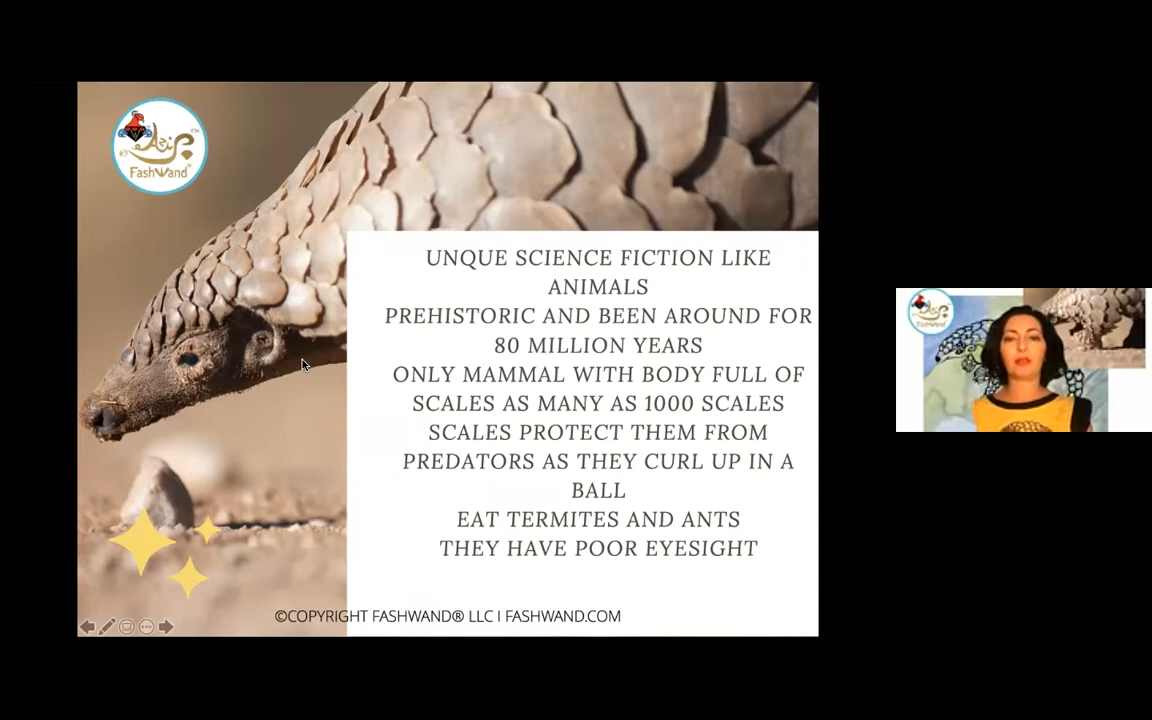 FashWand
UNQUE SCIENCE FICTION LIKE
ANIMALS
PREHISTORIC AND BEEN AROUND FOR
80 MILLION YEARS
ONLY MAMMAL WITH BODY FULL OF
SCALES AS MANY AS 1000 SCALES
SCALES PROTECT THEM FROM
PREDATORS AS THEY CURL UP IN A
BALL
EAT TERMITES AND ANTS
THEY HAVE POOR EYESIGHT
©COPYRIGHT FASHWAND® LLC I FASHWAND.COM
FashWand